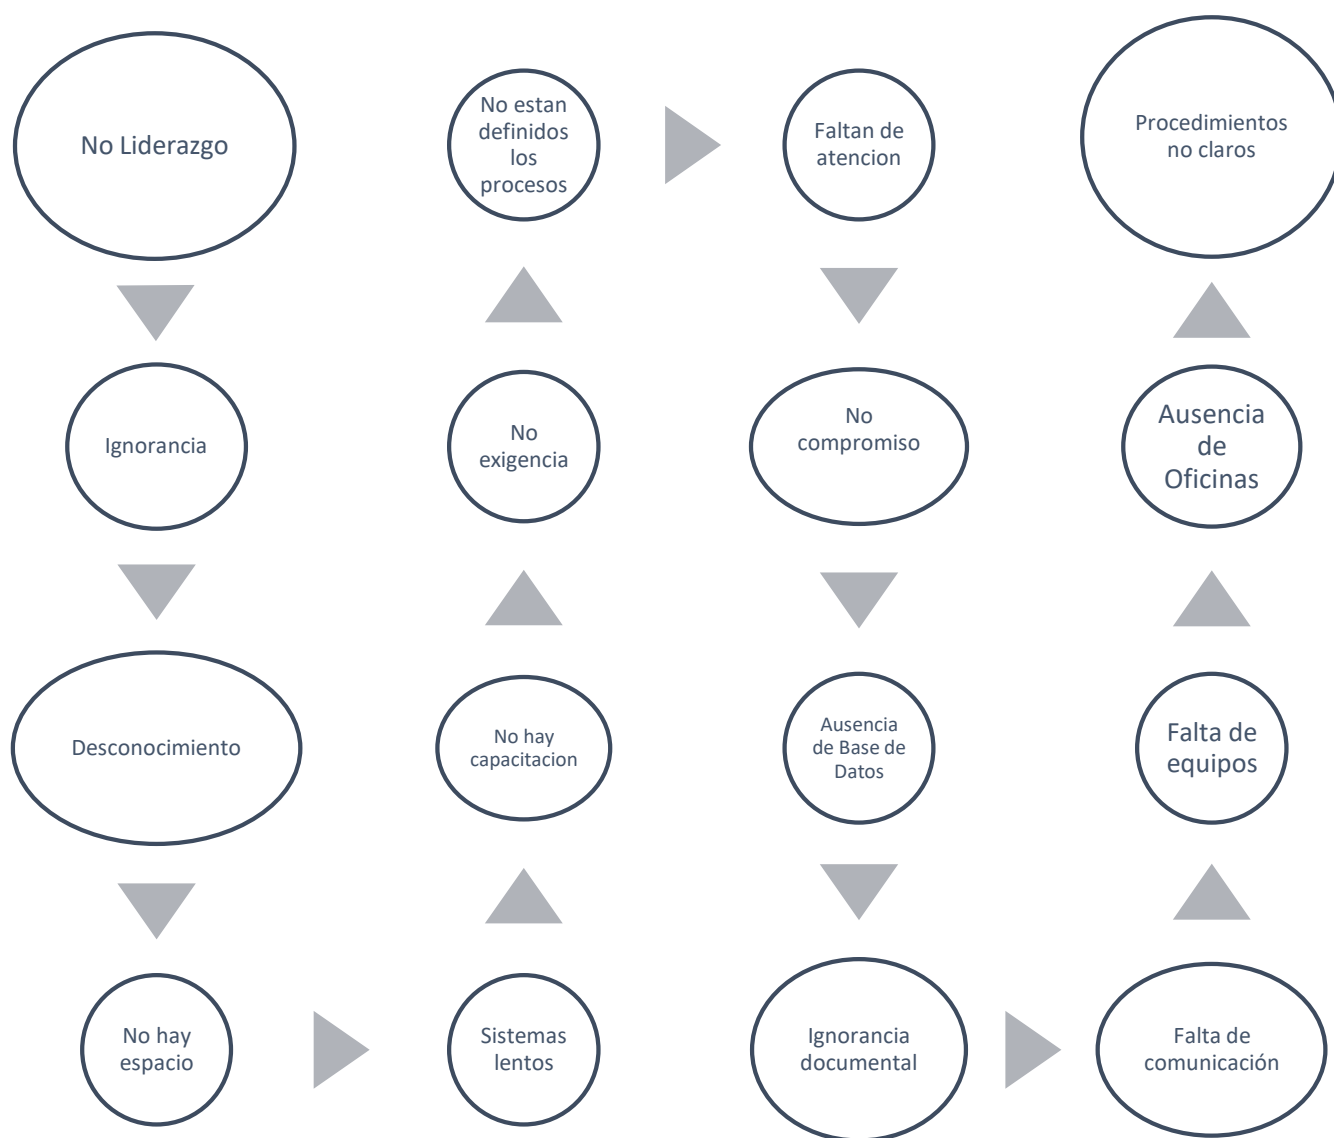 No Liderazgo
Ignorancia
Desconocimiento
No hay
espacio
Sistemas
lentos
No hay
capacitacion
No
exigencia
No estan
definidos
los
procesos
Faltan de
atencion
No
compromiso
Ausencia
de Base de
Datos
Ignorancia
documental
Falta de
comunicación
Falta de
equipos
Ausencia
de
Oficinas
Procedimientos
no claros